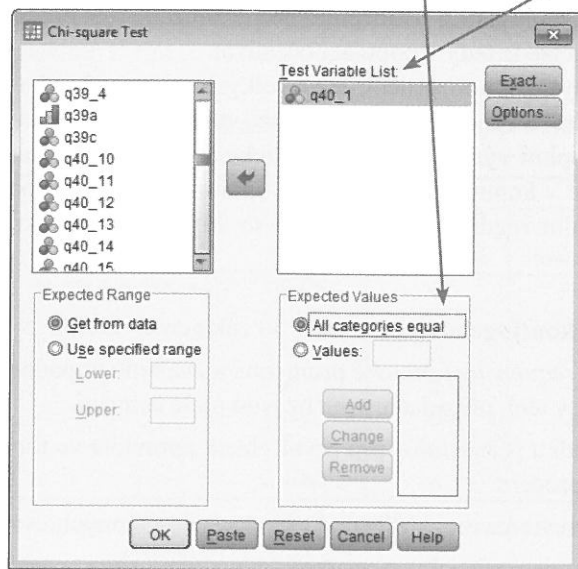 Chi-square Test
Test Variable List:
q39_4
q39a
q39c
q40_10
q40_11
q40_12
q40_13
q40_14
q40_15
q40_1
Exact...
Options...
Expected Range
Get from data
Use specified range
Lower:
Upper:
Expected Values
All categories equal
Values:
Add
Change
Remove
OK
Paste
Reset
Cancel
Help